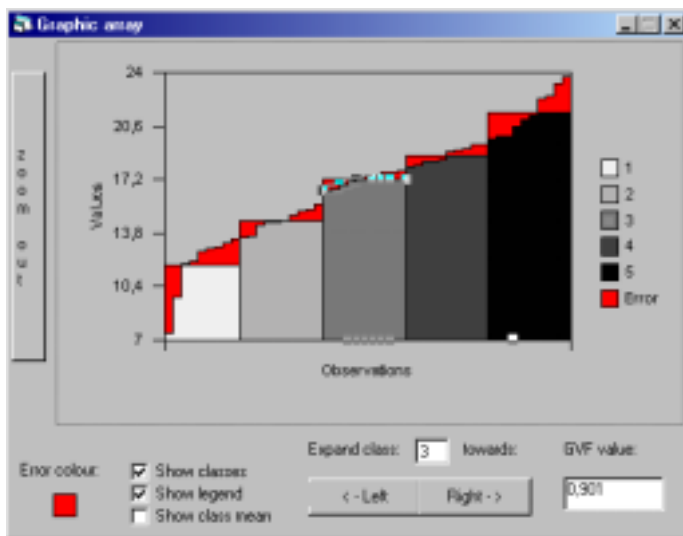 Graphic array
zoom out
24
20,6
17,2
13,8
10,4
7
Values
Observations
1
2
3
4
5
Error
Error colour:
Show classes
Show legend
Show class mean
Expand class: 3 towards:
< - Left
Right - >
GVF value:
0,901